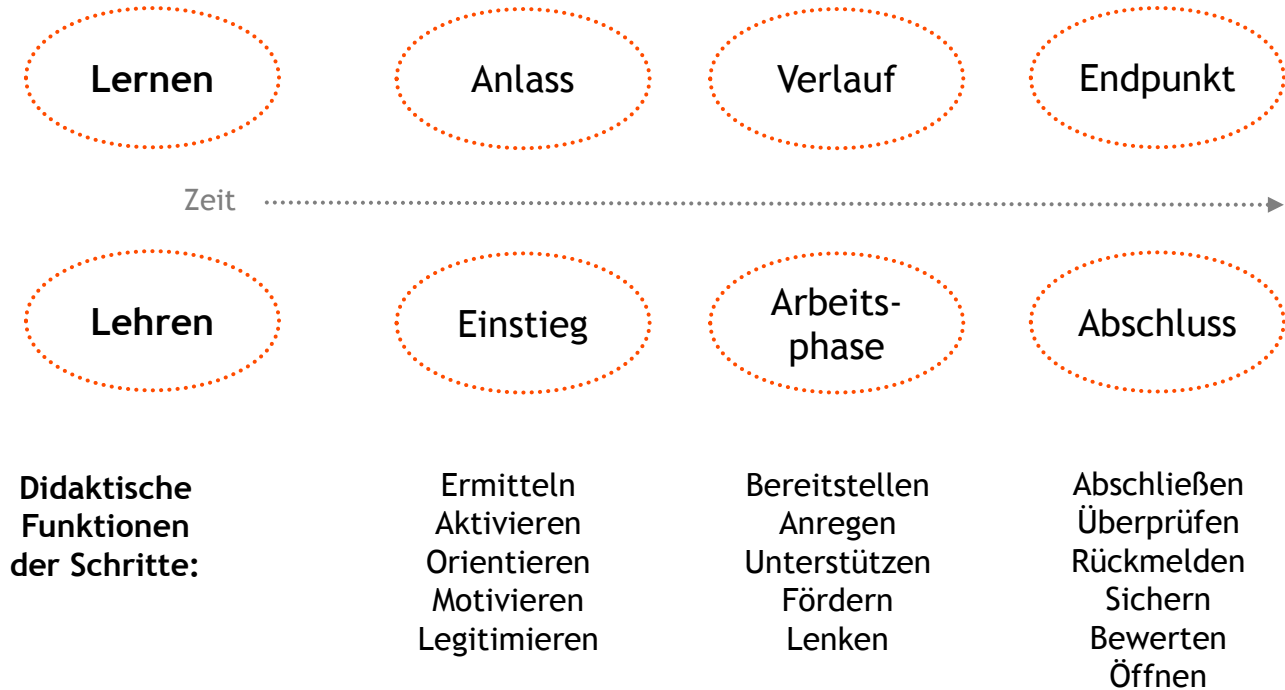 Lernen
Anlass
Verlauf
Endpunkt
Zeit
Lehren
Einstieg
Arbeits-
phase
Abschluss
Didaktische
Funktionen
der Schritte:
Ermitteln
Aktivieren
Orientieren
Motivieren
Legitimieren
Bereitstellen
Anregen
Unterstützen
Fördern
Lenken
Abschließen
Überprüfen
Rückmelden
Sichern
Bewerten
Öffnen